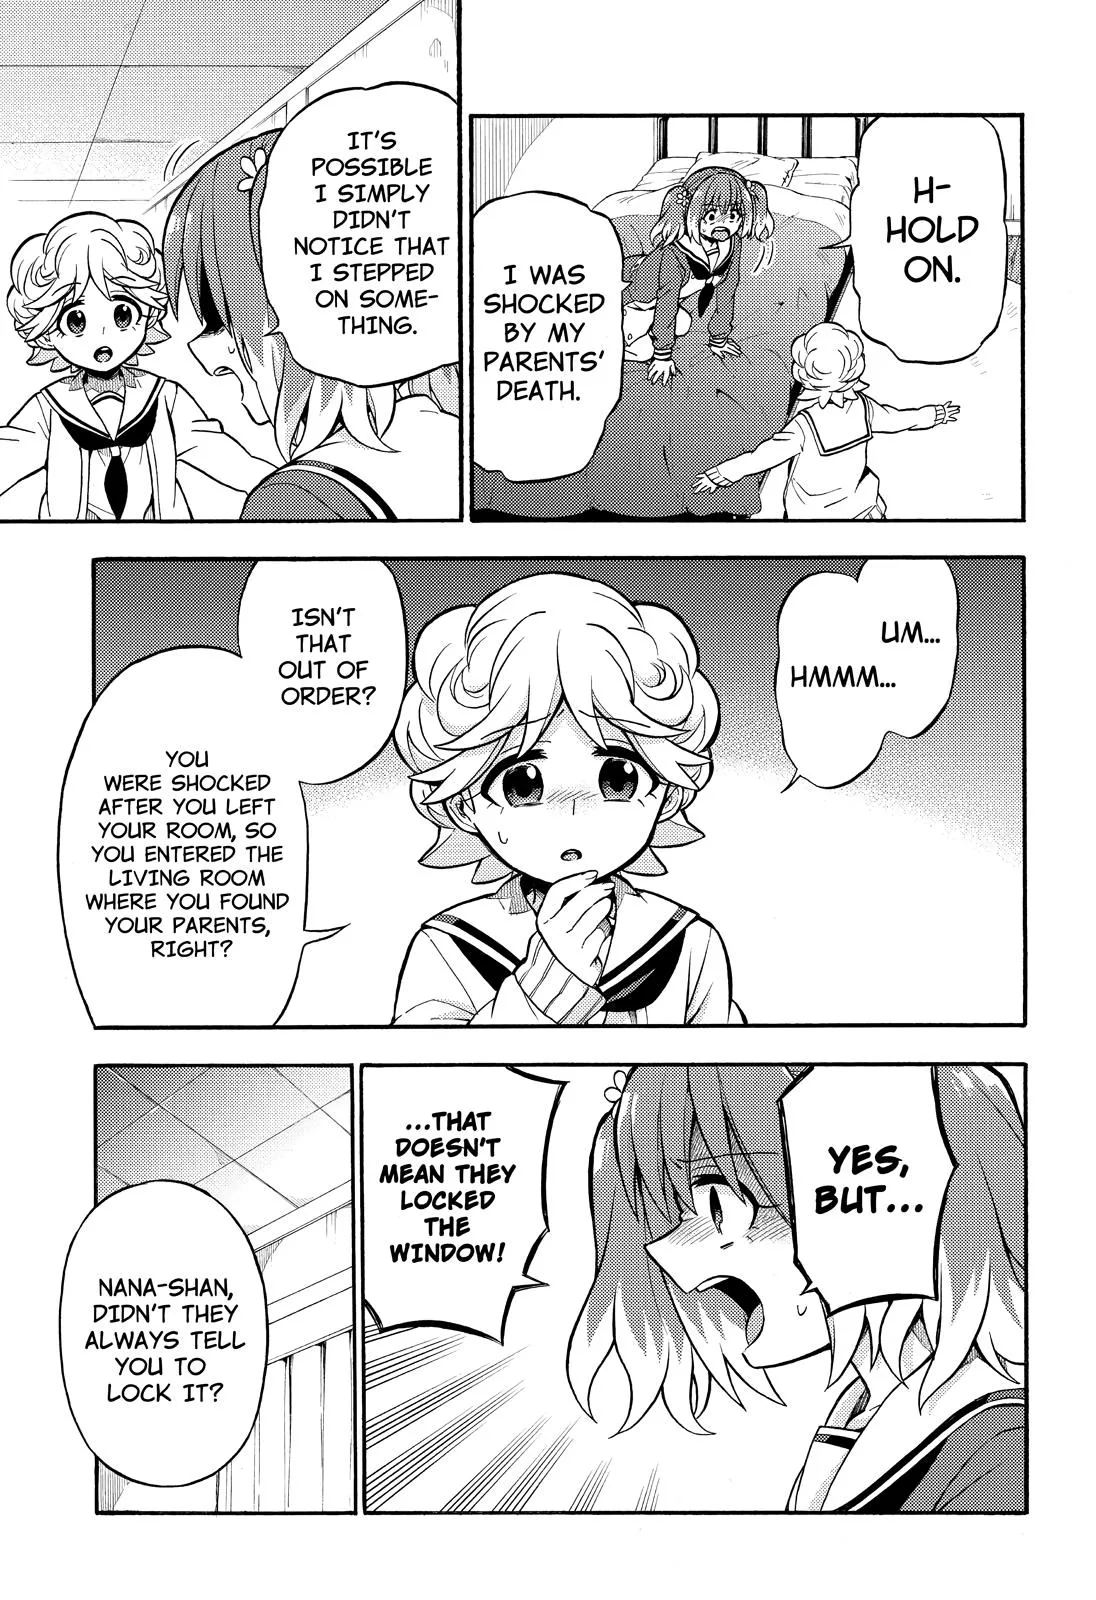 H-
HOLD
ON.
I WAS
SHOCKED
BY MY
PARENTS'
DEATH.
IT'S
POSSIBLE
I SIMPLY
DIDN'T
NOTICE THAT
I STEPPED
ON SOME-
THING.
UM...
HMMM...
ISN'T
THAT
OUT OF
ORDER?
YOU
WERE SHOCKED
AFTER YOU LEFT
YOUR ROOM, SO
YOU ENTERED THE
LIVING ROOM
WHERE YOU FOUND
YOUR PARENTS,
RIGHT?
YES,
BUT...
...THAT
DOESN'T
MEAN THEY
LOCKED
THE
WINDOW!
NANA-SHAN,
DIDN'T THEY
ALWAYS TELL
YOU TO
LOCK IT?